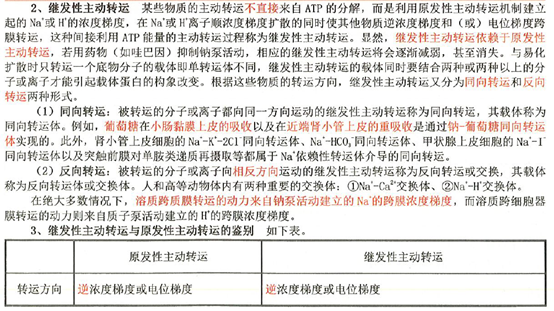 2、继发性主动转运 某些物质的主动转运不直接来自 ATP 的分解，而是利用原发性主动转运机制建立
起的 Na⁺或 H⁺的浓度梯度，在 Na⁺或 H⁺离子顺浓度梯度扩散的同时使其他物质逆浓度梯度和（或）电位梯度跨
膜转运，这种间接利用 ATP 能量的主动转运过程称为继发性主动转运。显然，继发性主动转运依赖于原发性
主动转运，若用药物（如哇巴因）抑制钠泵活动，相应的继发性主动转运将会逐渐减弱，甚至消失。与易化
扩散时只转运一个底物分子的载体即单转运体不同，继发性主动转运的载体同时要结合两种或两种以上的分
子或离子才能引起载体蛋白的构象改变。根据这些物质的转运方向，继发性主动转运又分为同向转运和反向
转运两种形式。
（1）同向转运：被转运的分子或离子都向同一方向运动的继发性主动转运称为同向转运，其载体称为
同向转运体。例如，葡萄糖在小肠黏膜上皮的吸收以及在近端肾小管上皮的重吸收是通过钠-葡萄糖同向转运
体实现的。此外，肾小管上皮细胞的 Na⁺-K⁺-2Cl⁻同向转运体、Na⁺-HCO₃⁻同向转运体、甲状腺上皮细胞的 Na⁺-I⁻
同向转运体以及突触前膜对单胺类递质再摄取等都属于 Na⁺依赖性转运体介导的同向转运。
（2）反向转运：被转运的分子或离子向相反方向运动的继发性主动转运称为反向转运或交换，其载体
称为反向转运体或交换体。人和高等动物体内有两种重要的交换体：①Na⁺-Ca²⁺交换体、②Na⁺-H⁺交换体。
在绝大多数情况下，溶质跨质膜转运的动力来自钠泵活动建立的 Na⁺的跨膜浓度梯度，而溶质跨细胞器
膜转运的动力则来自质子泵活动建立的 H⁺的跨膜浓度梯度。
3、继发性主动转运与原发性主动转运的鉴别 如下表。
原发性主动转运 继发性主动转运
转运方向 逆浓度梯度或电位梯度 逆浓度梯度或电位梯度